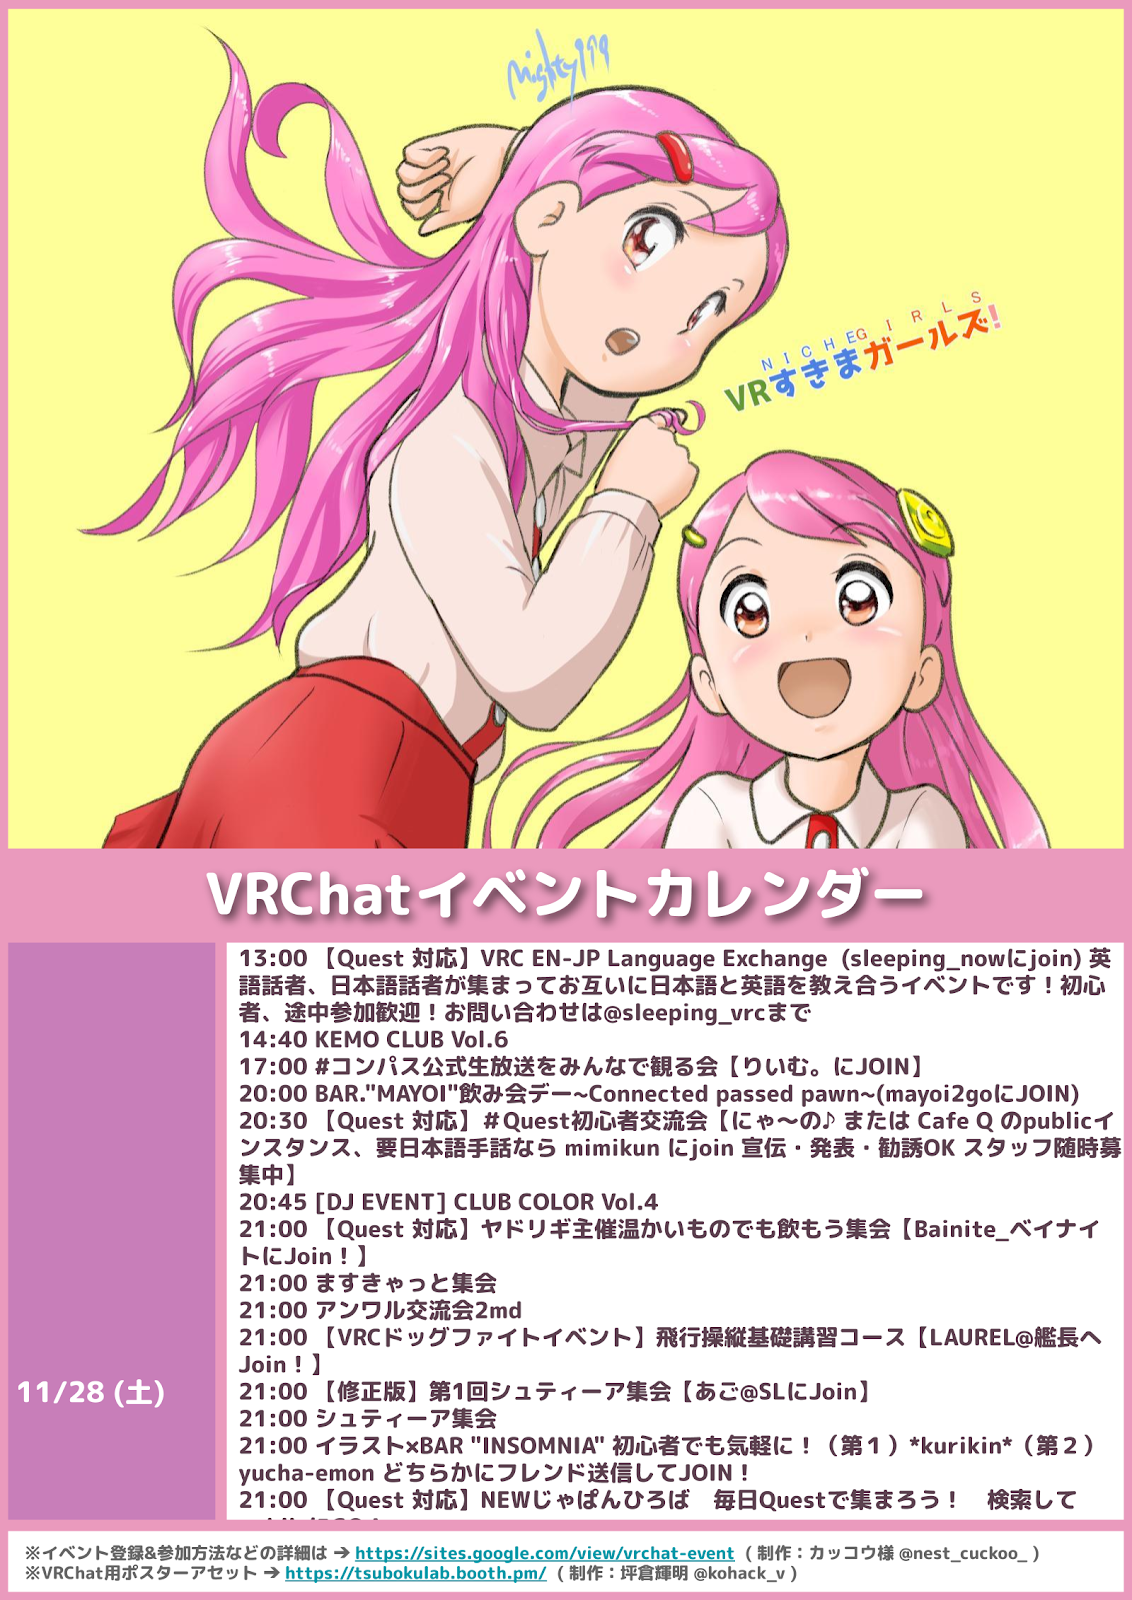 mighty199
NICHE GIRLS
VRすきまガールズ!
VRChatイベントカレンダー
11/28 (土)
13:00 【Quest 対応】VRC EN-JP Language Exchange  (sleeping_nowにjoin) 英
語話者、日本語話者が集まってお互いに日本語と英語を教え合うイベントです！初心
者、途中参加歓迎！お問い合わせは@sleeping_vrcまで
14:40 KEMO CLUB Vol.6
17:00 #コンパス公式生放送をみんなで観る会【りいむ。にJOIN】
20:00 BAR."MAYOI"飲み会デー~Connected passed pawn~(mayoi2goにJOIN)
20:30 【Quest 対応】＃Quest初心者交流会【にゃ〜の♪ または Cafe Q のpublicイ
ンスタンス、要日本語手話なら mimikun にjoin 宣伝・発表・勧誘OK スタッフ随時募
集中】
20:45 [DJ EVENT] CLUB COLOR Vol.4
21:00 【Quest 対応】ヤドリギ主催温かいものでも飲もう集会【Bainite_ベイナイ
トにJoin！】
21:00 ますきゃっと集会
21:00 アンワル交流会2md
21:00 【VRCドッグファイトイベント】飛行操縦基礎講習コース【LAUREL@艦長へ
Join！】
21:00 【修正版】第1回シュティーア集会【あご@SLにJoin】
21:00 シュティーア集会
21:00 イラスト×BAR "INSOMNIA" 初心者でも気軽に！（第１）*kurikin*（第２）
yucha-emon どちらかにフレンド送信してJOIN！
21:00 【Quest 対応】NEWじゃぱんひろば　毎日Questで集まろう！　検索して
※イベント登録&参加方法などの詳細は ➔ https://sites.google.com/view/vrchat-event  ( 制作：カッコウ様 @nest_cuckoo_ )
※VRChat用ポスターアセット ➔ https://tsubokulab.booth.pm/  ( 制作：坪倉輝明 @kohack_v )